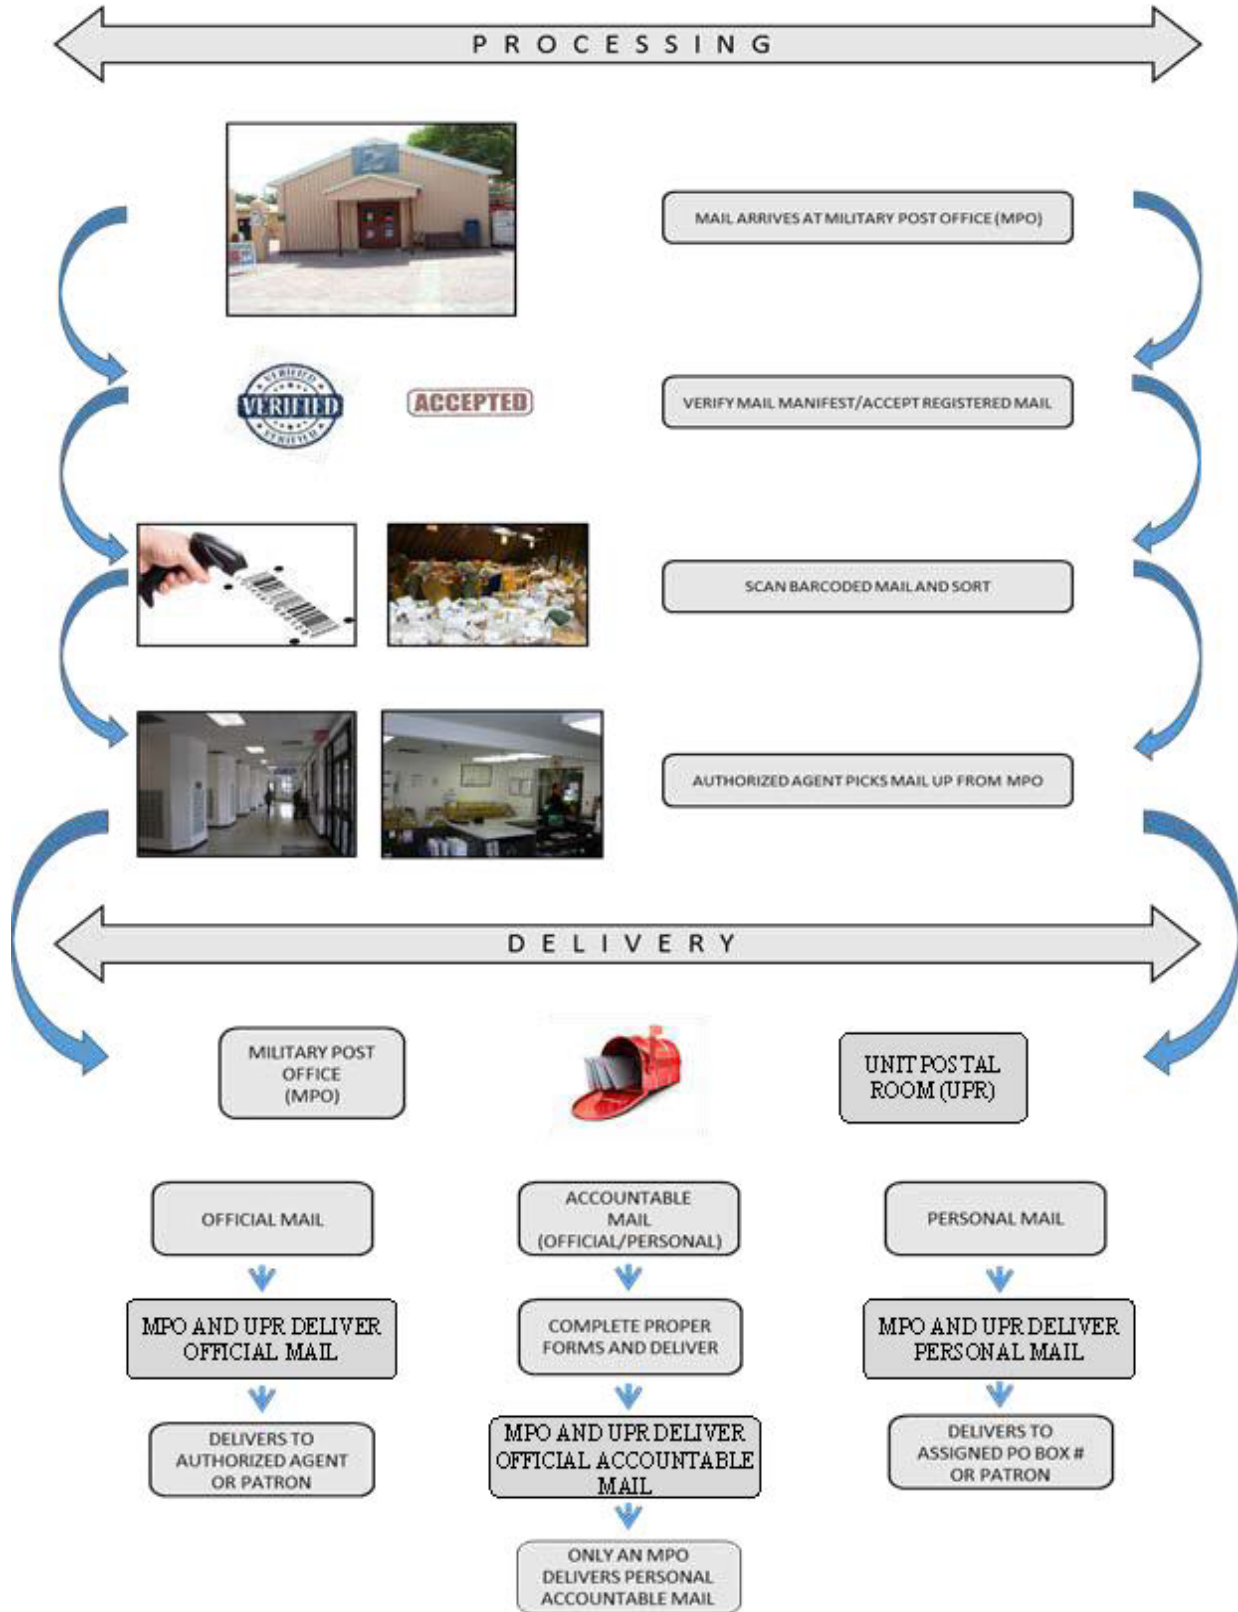 PROCESSING
MAIL ARRIVES AT MILITARY POST OFFICE (MPO)
VERIFIED
VERIFIED
VERIFIED
ACCEPTED
VERIFY MAIL MANIFEST/ACCEPT REGISTERED MAIL
SCAN BARCODED MAIL AND SORT
AUTHORIZED AGENT PICKS MAIL UP FROM MPO
DELIVERY
MILITARY POST
OFFICE
(MPO)
UNIT POSTAL
ROOM (UPR)
OFFICIAL MAIL
ACCOUNTABLE
MAIL
(OFFICIAL/PERSONAL)
PERSONAL MAIL
MPO AND UPR DELIVER
OFFICIAL MAIL
COMPLETE PROPER
FORMS AND DELIVER
MPO AND UPR DELIVER
PERSONAL MAIL
DELIVERS TO
AUTHORIZED AGENT
OR PATRON
MPO AND UPR DELIVER
OFFICIAL ACCOUNTABLE
MAIL
DELIVERS TO
ASSIGNED PO BOX #
OR PATRON
ONLY AN MPO
DELIVERS PERSONAL
ACCOUNTABLE MAIL